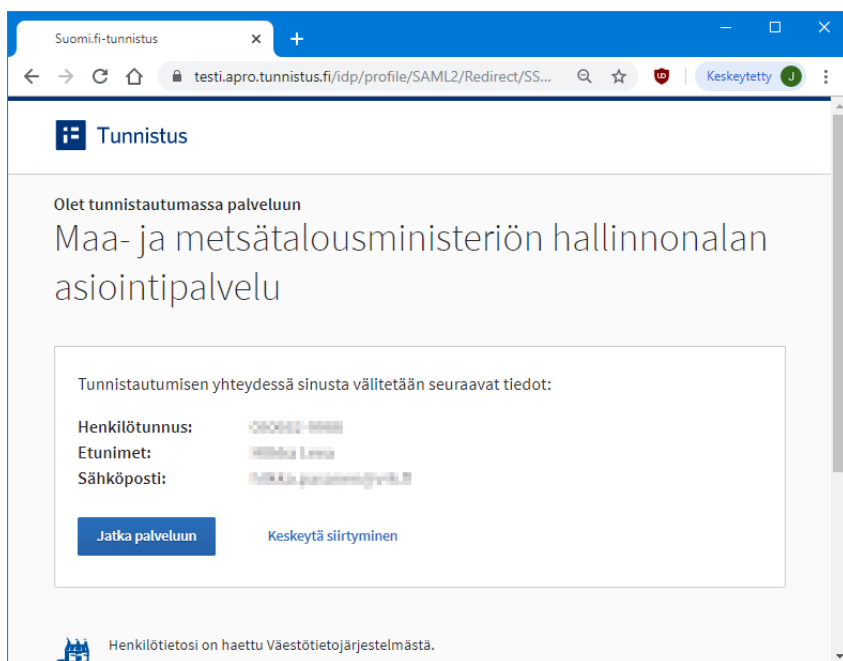 Suomi.fi-tunnistus
testi.apro.tunnistus.fi/idp/profile/SAML2/Redirect/SS...
Keskeytetty J
Tunnistus
Olet tunnistautumassa palveluun
Maa- ja metsätalousministeriön hallinnonalan
asiointipalvelu
Tunnistautumisen yhteydessä sinusta välitetään seuraavat tiedot:
Henkilötunnus:
Etunimet:
Sähköposti:
Jatka palveluun Keskeytä siirtyminen
Henkilötietosi on haettu Väestötietojärjestelmästä.